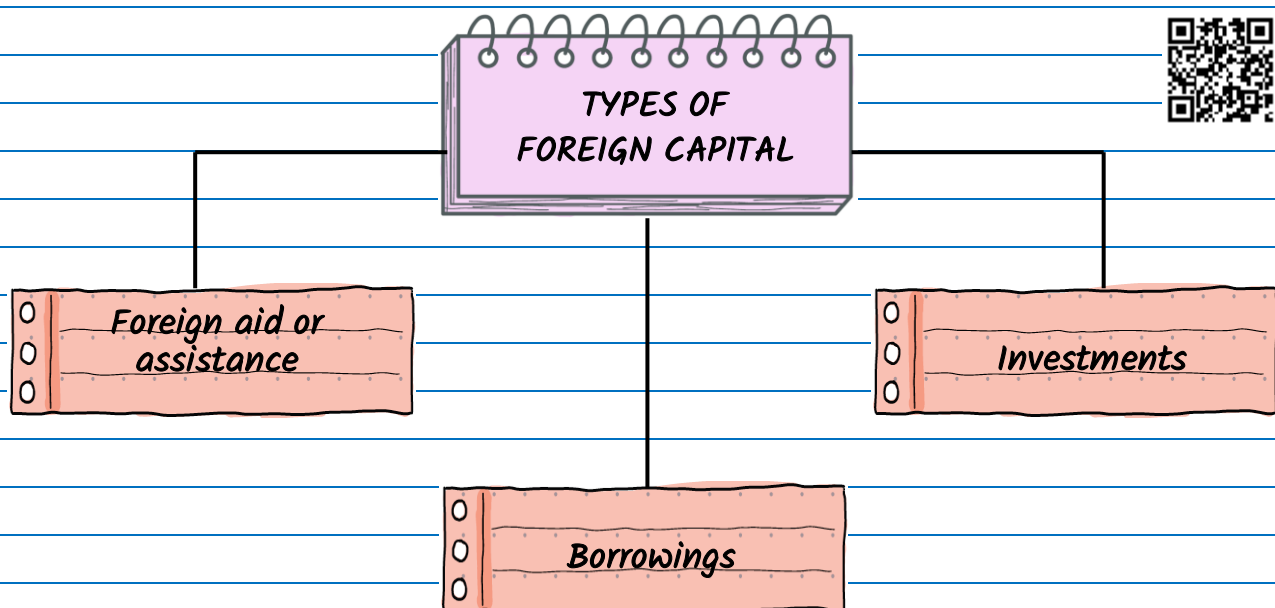 TYPES OF
FOREIGN CAPITAL
Foreign aid or
assistance
Investments
Borrowings